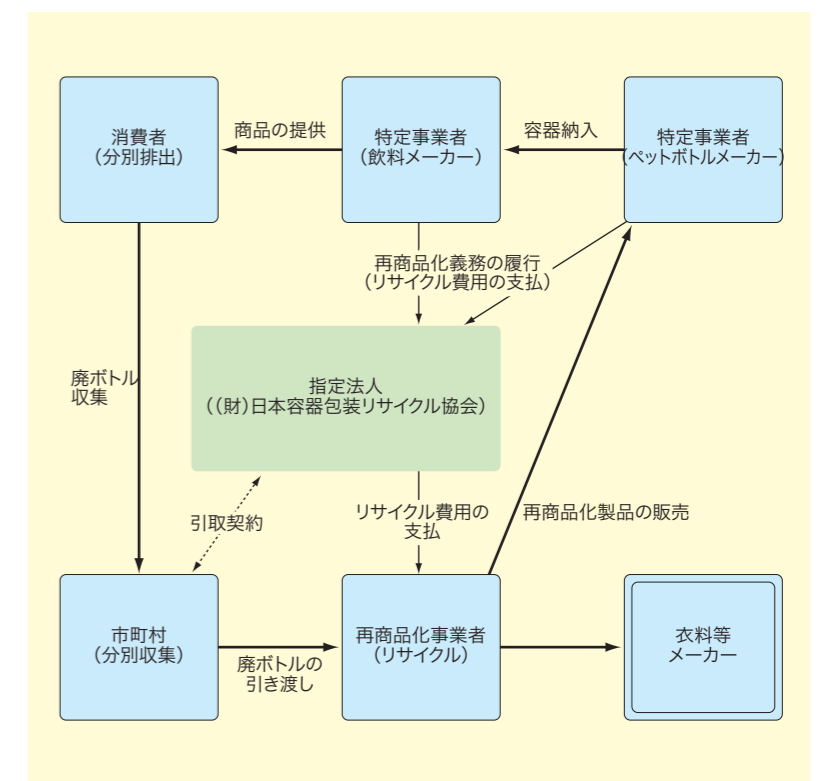 消費者
（分別排出）
商品の提供
特定事業者
（飲料メーカー）
容器納入
特定事業者
（ペットボトルメーカー）
再商品化義務の履行
（リサイクル費用の支払）
廃ボトル
収集
指定法人
（（財）日本容器包装リサイクル協会）
引取契約
リサイクル費用の
支払
再商品化製品の販売
市町村
（分別収集）
廃ボトルの
引き渡し
再商品化事業者
（リサイクル）
衣料等
メーカー